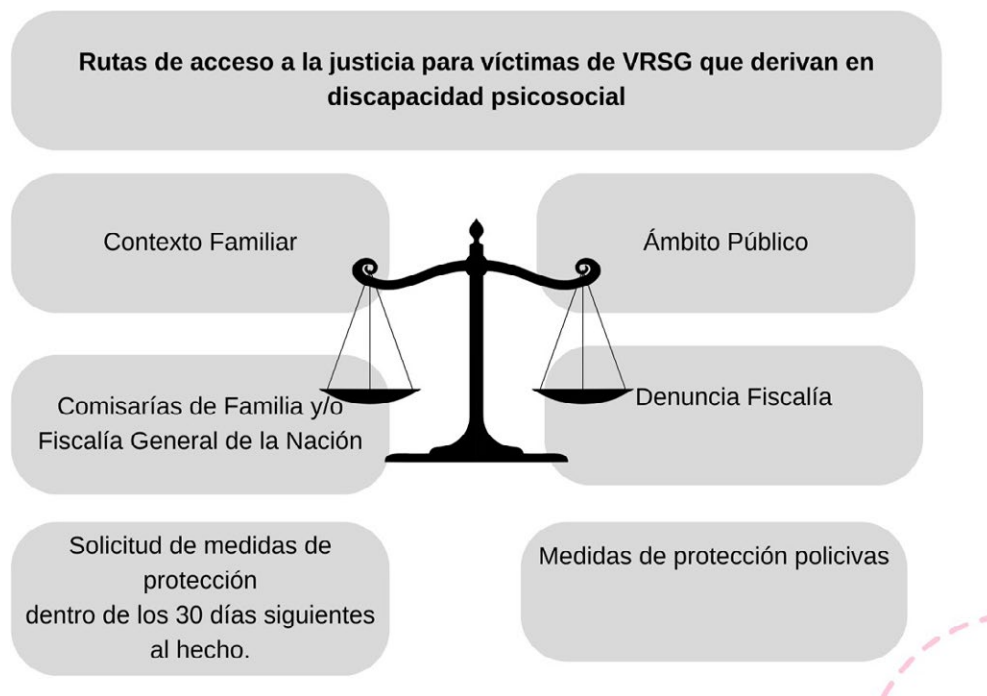 Rutas de acceso a la justicia para víctimas de VRSG que derivan en
discapacidad psicosocial
Contexto Familiar
Ámbito Público
Comisarías de Familia y/o
Fiscalía General de la Nación
Denuncia Fiscalía
Solicitud de medidas de
protección
dentro de los 30 días siguientes
al hecho.
Medidas de protección policivas